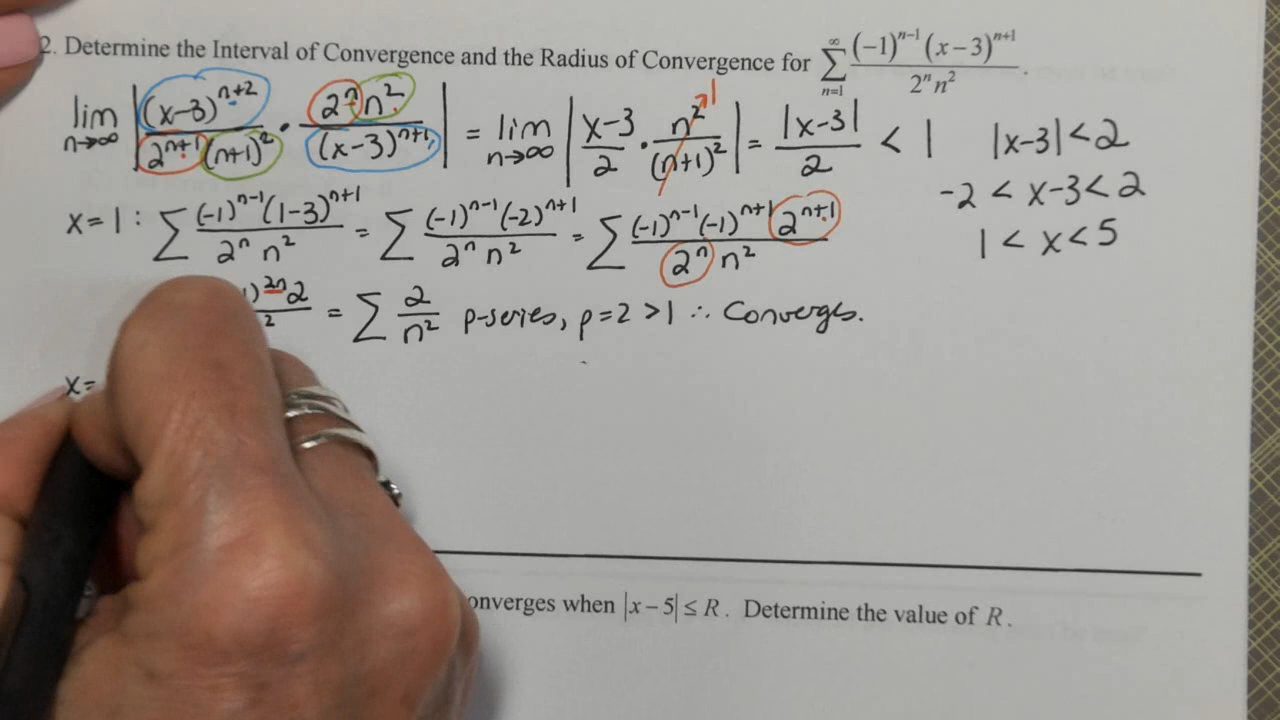 2. Determine the Interval of Convergence and the Radius of Convergence for ∑_{n=1}^{∞} (−1)^{n−1}(x−3)^{n+1} / 2^n n^2.
lim_{n→∞} |(x-3)^{n+2} / 2^{n+1}(n+1)^2 · 2^n n^2 / (x-3)^{n+1}| = lim_{n→∞} |x-3 / 2 · n^2 / (n+1)^2| = |x-3| / 2 < 1 |x-3| < 2
1
-2 < x-3 < 2
x=1: ∑ (-1)^{n-1}(1-3)^{n+1} / 2^n n^2 = ∑ (-1)^{n-1}(-2)^{n+1} / 2^n n^2 = ∑ (-1)^{n-1}(-1)^{n+1} 2^{n+1} / 2^n n^2
1 < x < 5
)^{2n} 2 / 2 = ∑ 2 / n^2 p-series, p=2 >1 ∴ Converges.
x=
onverges when |x−5| ≤ R. Determine the value of R.